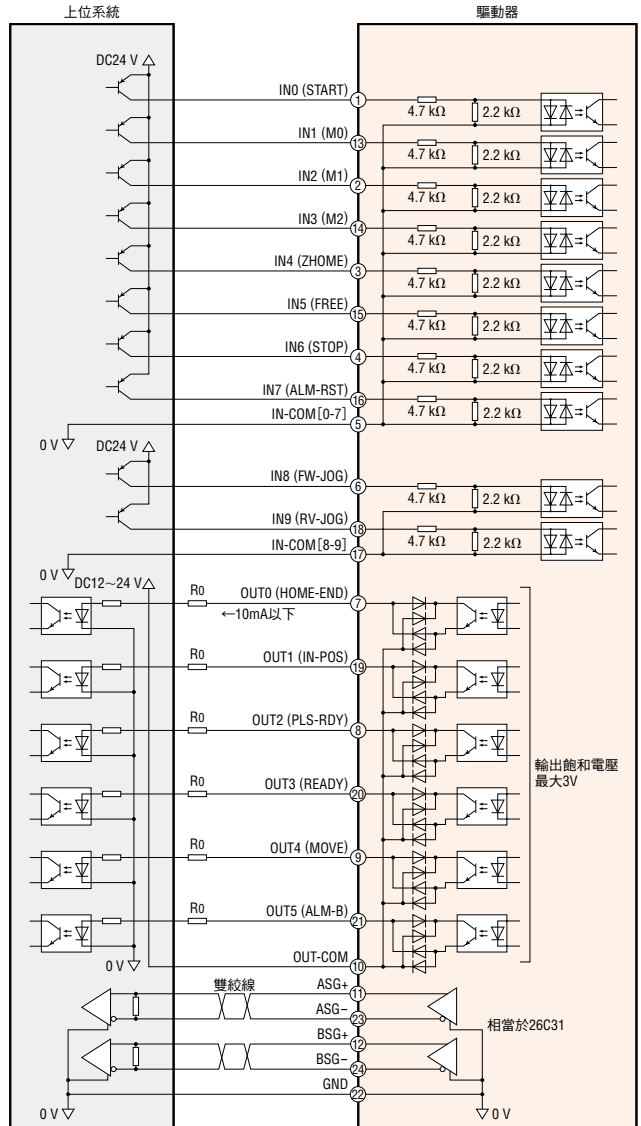 上位系統 驅動器
DC24 V
IN0 (START) 1 4.7 kΩ 2.2 kΩ
IN1 (M0) 13 4.7 kΩ 2.2 kΩ
IN2 (M1) 2 4.7 kΩ 2.2 kΩ
IN3 (M2) 14 4.7 kΩ 2.2 kΩ
IN4 (ZHOME) 3 4.7 kΩ 2.2 kΩ
IN5 (FREE) 15 4.7 kΩ 2.2 kΩ
IN6 (STOP) 4 4.7 kΩ 2.2 kΩ
IN7 (ALM-RST) 16 4.7 kΩ 2.2 kΩ
IN-COM[0-7] 5
0 V
DC24 V
IN8 (FW-JOG) 6 4.7 kΩ 2.2 kΩ
IN9 (RV-JOG) 18 4.7 kΩ 2.2 kΩ
IN-COM[8-9] 17
0 V
DC12~24 V
R0 OUT0 (HOME-END) 7
←10mA以下
R0 OUT1 (IN-POS) 19
R0 OUT2 (PLS-RDY) 8
輸出飽和電壓
最大3V
R0 OUT3 (READY) 20
R0 OUT4 (MOVE) 9
R0 OUT5 (ALM-B) 21
0 V OUT-COM 10
雙絞線 ASG+ 11
ASG− 23
相當於26C31
BSG+ 12
BSG− 24
GND 22
0 V 0 V